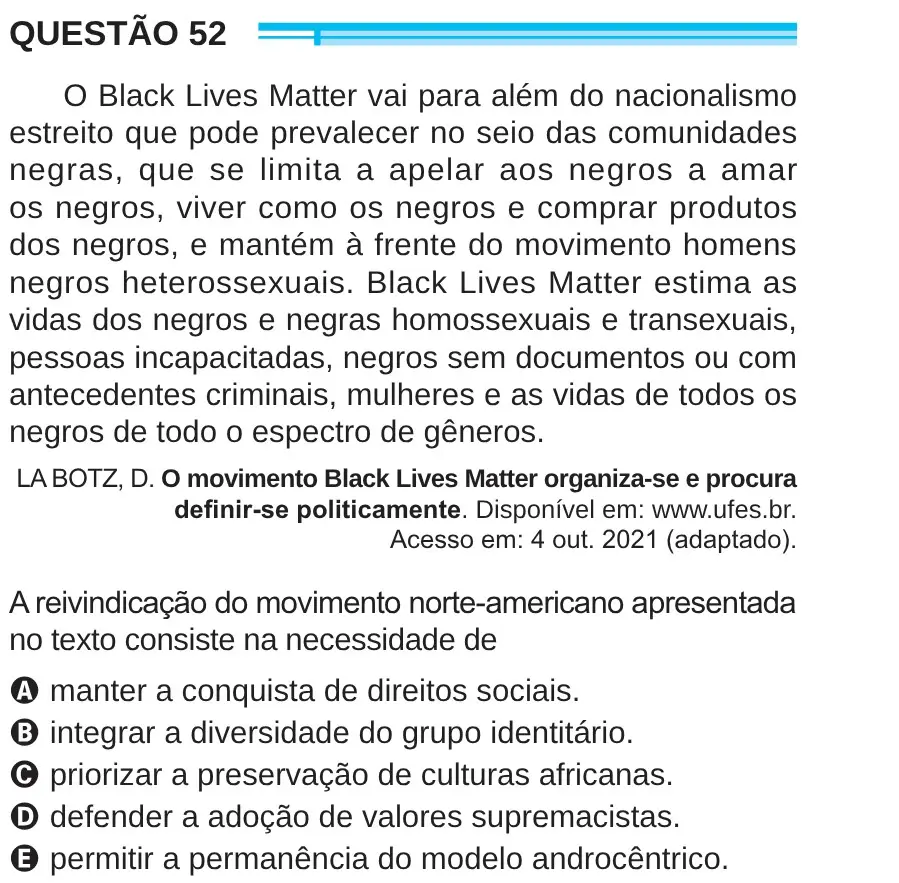 QUESTÃO 52
O Black Lives Matter vai para além do nacionalismo
estreito que pode prevalecer no seio das comunidades
negras, que se limita a apelar aos negros a amar
os negros, viver como os negros e comprar produtos
dos negros, e mantém à frente do movimento homens
negros heterossexuais. Black Lives Matter estima as
vidas dos negros e negras homossexuais e transexuais,
pessoas incapacitadas, negros sem documentos ou com
antecedentes criminais, mulheres e as vidas de todos os
negros de todo o espectro de gêneros.
LA BOTZ, D. O movimento Black Lives Matter organiza-se e procura
definir-se politicamente. Disponível em: www.ufes.br.
Acesso em: 4 out. 2021 (adaptado).
A reivindicação do movimento norte-americano apresentada
no texto consiste na necessidade de
A manter a conquista de direitos sociais.
B integrar a diversidade do grupo identitário.
C priorizar a preservação de culturas africanas.
D defender a adoção de valores supremacistas.
E permitir a permanência do modelo androcêntrico.